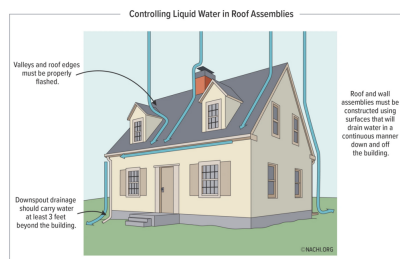 Controlling Liquid Water in Roof Assemblies
Valleys and roof edges
must be properly
flashed.
Roof and wall
assemblies must be
constructed using
surfaces that will
drain water in a
continuous manner
down and off
the building.
Downspout drainage
should carry water
at least 3 feet
beyond the building.
©NACHI.ORG